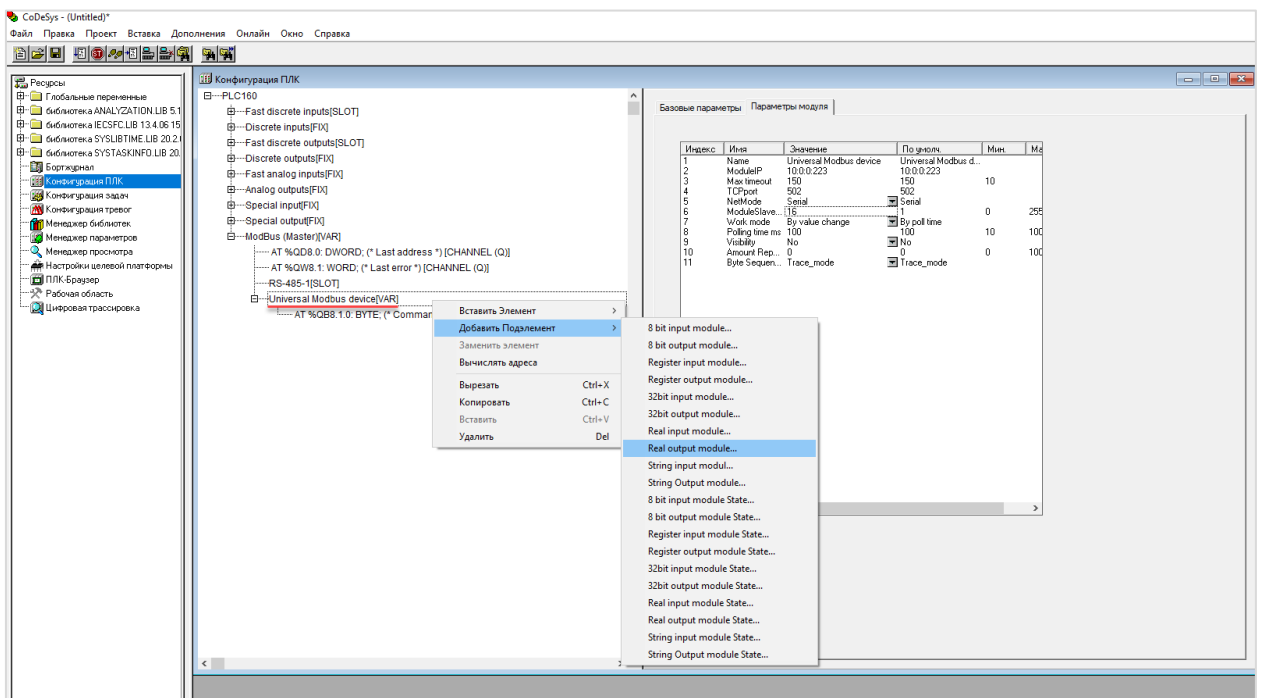 CoDeSys - (Untitled)*
Файл Правка Проект Вставка Дополнения Онлайн Окно Справка
Ресурсы
Глобальные переменные
библиотека ANALYZATION.LIB 5.1
библиотека IECSFC.LIB 13.4.06 15
библиотека SYSLIBTIME.LIB 20.2.
библиотека SYSTASKINFO.LIB 20.
Бортжурнал
Конфигурация ПЛК
Конфигурация задач
Конфигурация тревог
Менеджер библиотек
Менеджер параметров
Менеджер просмотра
Настройки целевой платформы
ПЛК-Браузер
Рабочая область
Цифровая трассировка
Конфигурация ПЛК
PLC160
Fast discrete inputs[SLOT]
Discrete inputs[FIX]
Fast discrete outputs[SLOT]
Discrete outputs[FIX]
Fast analog inputs[FIX]
Analog outputs[FIX]
Special input[FIX]
Special output[FIX]
ModBus (Master)[VAR]
AT %QD8.0: DWORD; (* Last address *) [CHANNEL (Q)]
AT %QW8.1: WORD; (* Last error *) [CHANNEL (Q)]
RS-485-1[SLOT]
Universal Modbus device[VAR]
AT %QB8.1.0: BYTE; (* Comman
Вставить Элемент
Добавить Подэлемент
Заменить элемент
Вычислять адреса
Вырезать Ctrl+X
Копировать Ctrl+C
Вставить Ctrl+V
Удалить Del
8 bit input module...
8 bit output module...
Register input module...
Register output module...
32bit input module...
32bit output module...
Real input module...
Real output module...
String input modul...
String Output module...
8 bit input module State...
8 bit output module State...
Register input module State...
Register output module State...
32bit input module State...
32bit output module State...
Real input module State...
Real output module State...
String input module State...
String Output module State...
Базовые параметры Параметры модуля
Индекс Имя Значение По умолч. Мин. Ма
1 Name Universal Modbus device Universal Modbus d...
2 ModuleIP 10:0:0:223 10:0:0:223
3 Max timeout 150 150 10
4 TCPport 502 502
5 NetMode Serial Serial
6 ModuleSlave... 16 1 0 255
7 Work mode By value change By poll time
8 Polling time ms 100 100 10 100
9 Visibility No No
10 Amount Rep... 0 0 0 100
11 Byte Sequen... Trace_mode Trace_mode